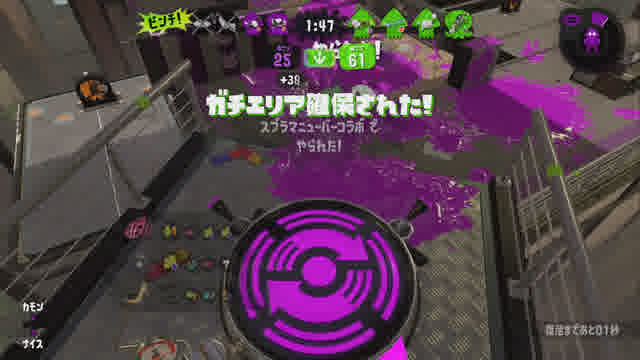 ピンチ!
1:47
25
61
+38
ガチエリア確保された!
スプラマニューバーコラボ で
やられた!
カモン
ナイス
復活まであと01秒